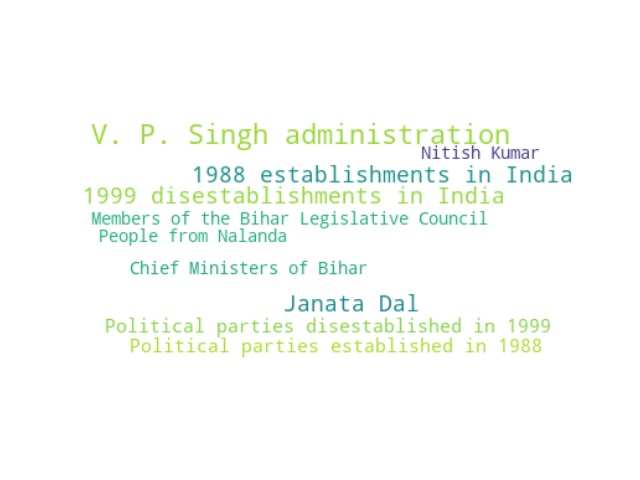 V. P. Singh administration
Nitish Kumar
1988 establishments in India
1999 disestablishments in India
Members of the Bihar Legislative Council
People from Nalanda
Chief Ministers of Bihar
Janata Dal
Political parties disestablished in 1999
Political parties established in 1988